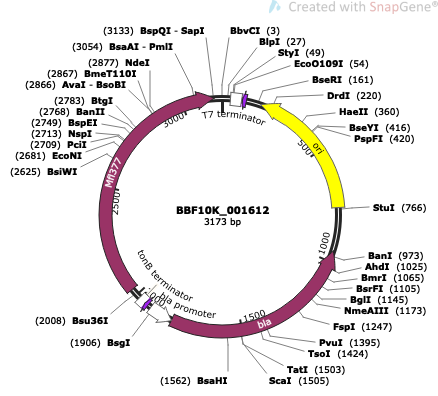 Created with SnapGene®
(3133) BspQI - SapI
(3054) BsaAI - PmlI
(2877) NdeI
(2867) BmeT110I
(2866) AvaI - BsoBI
(2783) BtgI
(2768) BanII
(2749) BspEI
(2713) NspI
(2709) PciI
(2681) EcoNI
(2625) BsiWI
BbvCI (3)
BlpI (27)
StyI (49)
EcoO109I (54)
BseRI (161)
DrdI (220)
HaeII (360)
BseYI (416)
PspFI (420)
StuI (766)
BanI (973)
AhdI (1025)
BmrI (1065)
BsrFI (1105)
BglI (1145)
NmeAIII (1173)
FspI (1247)
PvuI (1395)
TsoI (1424)
TatI (1503)
ScaI (1505)
(1562) BsaHI
(1906) BsgI
(2008) Bsu36I
T7 terminator
ori
500
1000
1500
bla
bla promoter
tonB terminator
2000
2500
Mfl377
3000
BBF10K_001612
3173 bp